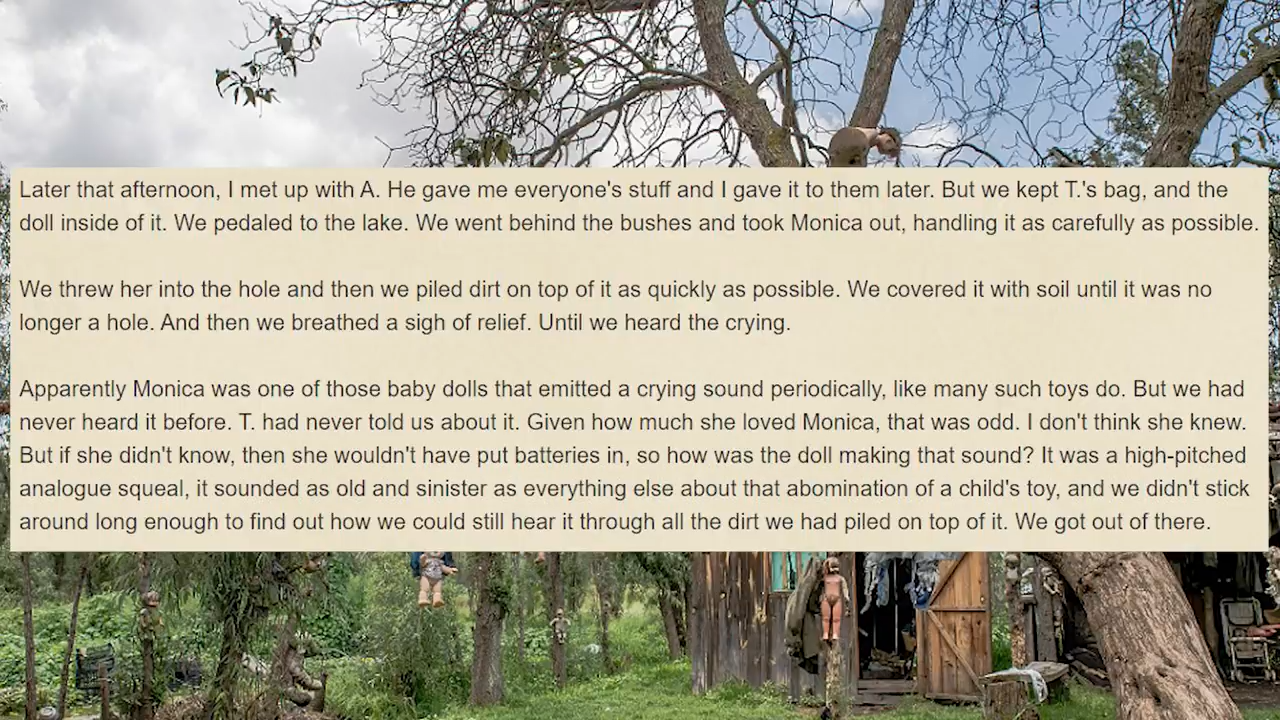 Later that afternoon, I met up with A. He gave me everyone's stuff and I gave it to them later. But we kept T.'s bag, and the
doll inside of it. We pedaled to the lake. We went behind the bushes and took Monica out, handling it as carefully as possible.
We threw her into the hole and then we piled dirt on top of it as quickly as possible. We covered it with soil until it was no
longer a hole. And then we breathed a sigh of relief. Until we heard the crying.
Apparently Monica was one of those baby dolls that emitted a crying sound periodically, like many such toys do. But we had
never heard it before. T. had never told us about it. Given how much she loved Monica, that was odd. I don't think she knew.
But if she didn't know, then she wouldn't have put batteries in, so how was the doll making that sound? It was a high-pitched
analogue squeal, it sounded as old and sinister as everything else about that abomination of a child's toy, and we didn't stick
around long enough to find out how we could still hear it through all the dirt we had piled on top of it. We got out of there.